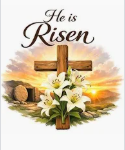 He is
Risen